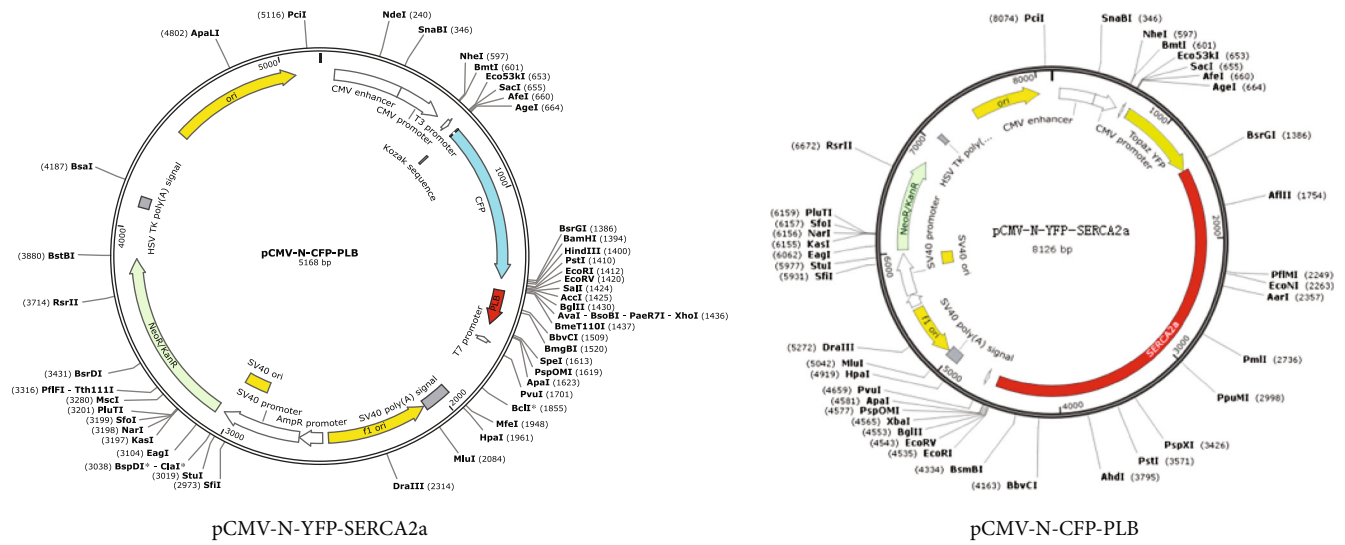 (5116) PciI
NdeI (240)
SnaBI (346)
(4802) ApaLI
NheI (597)
BmtI (601)
Eco53kI (653)
SacI (655)
AfeI (660)
AgeI (664)
5000
ori
CMV enhancer
CMV promoter
T3 promoter
Kozak sequence
1000
CFP
(4187) BsaI
HSV TK poly(A) signal
4000
(3880) BstBI
(3714) RsrII
pCMV-N-CFP-PLB
5168 bp
BsrGI (1386)
BamHI (1394)
HindIII (1400)
PstI (1410)
EcoRI (1412)
EcoRV (1420)
SalI (1424)
AccI (1425)
BglII (1430)
AvaI - BsoBI - PaeR7I - XhoI (1436)
BmeT110I (1437)
BbvCI (1509)
BmgBI (1520)
SpeI (1613)
PspOMI (1619)
ApaI (1623)
PvuI (1701)
BclI* (1855)
MfeI (1948)
HpaI (1961)
MluI (2084)
DraIII (2314)
PLB
T7 promoter
SV40 poly(A) signal
2000
f1 ori
AmpR promoter
SV40 promoter
SV40 ori
3000
NeoR/KanR
(3431) BsrDI
(3316) PflFI - Tth111I
(3280) MscI
(3201) PluTI
(3199) SfoI
(3198) NarI
(3197) KasI
(3104) EagI
(3038) BspDI* - ClaI*
(3019) StuI
(2973) SfiI
pCMV-N-YFP-SERCA2a
(8074) PciI
SnaBI (346)
NheI (597)
BmtI (601)
Eco53kI (653)
SacI (655)
AfeI (660)
AgeI (664)
8000
ori
CMV enhancer
CMV promoter
1000
Topaz YFP
BsrGI (1386)
AflII (1754)
2000
PflMI (2249)
EcoNI (2263)
AarI (2357)
PmlI (2736)
PpuMI (2998)
3000
SERCA2a
PspXI (3426)
PstI (3571)
AhdI (3795)
4000
(4163) BbvCI
(4334) BsmBI
(4535) EcoRI
(4543) EcoRV
(4553) BglII
(4565) XbaI
(4577) PspOMI
(4581) ApaI
(4659) PvuI
(4919) HpaI
(5042) MluI
(5272) DraIII
5000
SV40 poly(A) signal
f1 ori
SV40 ori
SV40 promoter
6000
NeoR/KanR
HSV TK poly(...
7000
(5931) SfiI
(5977) StuI
(6062) EagI
(6155) KasI
(6156) NarI
(6157) SfoI
(6159) PluTI
(6672) RsrII
pCMV-N-YFP-SERCA2a
8126 bp
pCMV-N-CFP-PLB